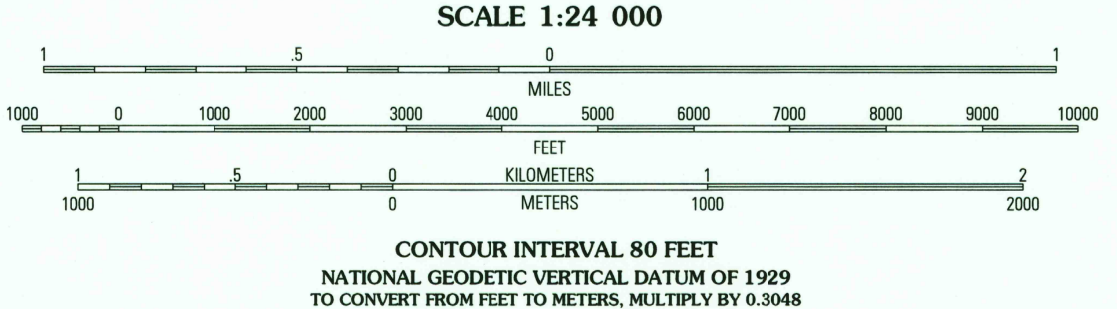 SCALE 1:24 000
1 .5 0 1
MILES
1000 0 1000 2000 3000 4000 5000 6000 7000 8000 9000 10000
FEET
1 .5 0 KILOMETERS 1 2
1000 0 METERS 1000 2000
CONTOUR INTERVAL 80 FEET
NATIONAL GEODETIC VERTICAL DATUM OF 1929
TO CONVERT FROM FEET TO METERS, MULTIPLY BY 0.3048